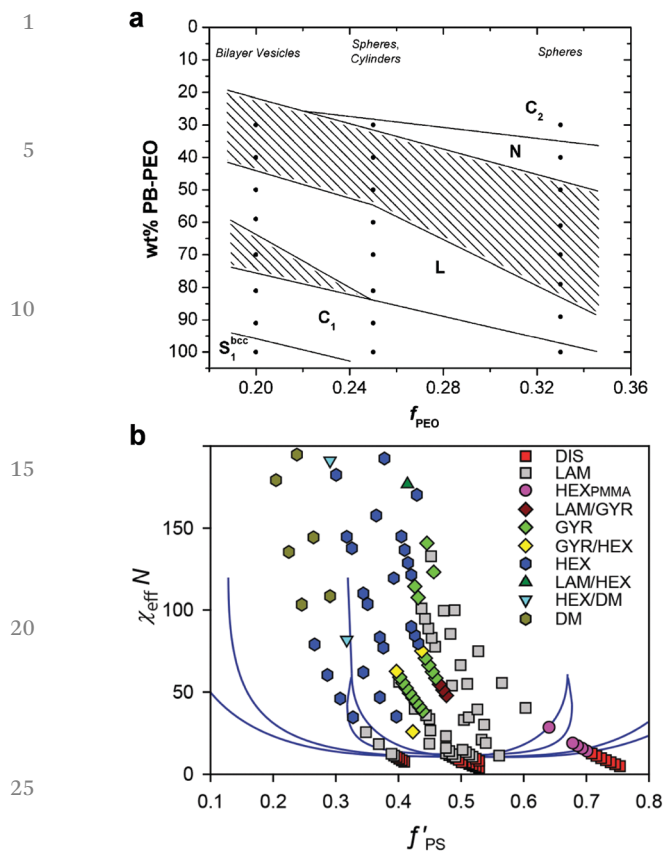 1
5
10
15
20
25
a
Bilayer Vesicles
Spheres,
Cylinders
Spheres
0
10
20
30
40
50
60
70
80
90
100
wt% PB-PEO
C2
N
L
C1
S1bcc
0.20
0.24
0.28
0.32
0.36
fPEO
b
DIS
LAM
HEXPMMA
LAM/GYR
GYR
GYR/HEX
HEX
LAM/HEX
HEX/DM
DM
150
100
50
0
χeff N
0.1
0.2
0.3
0.4
0.5
0.6
0.7
0.8
f'PS